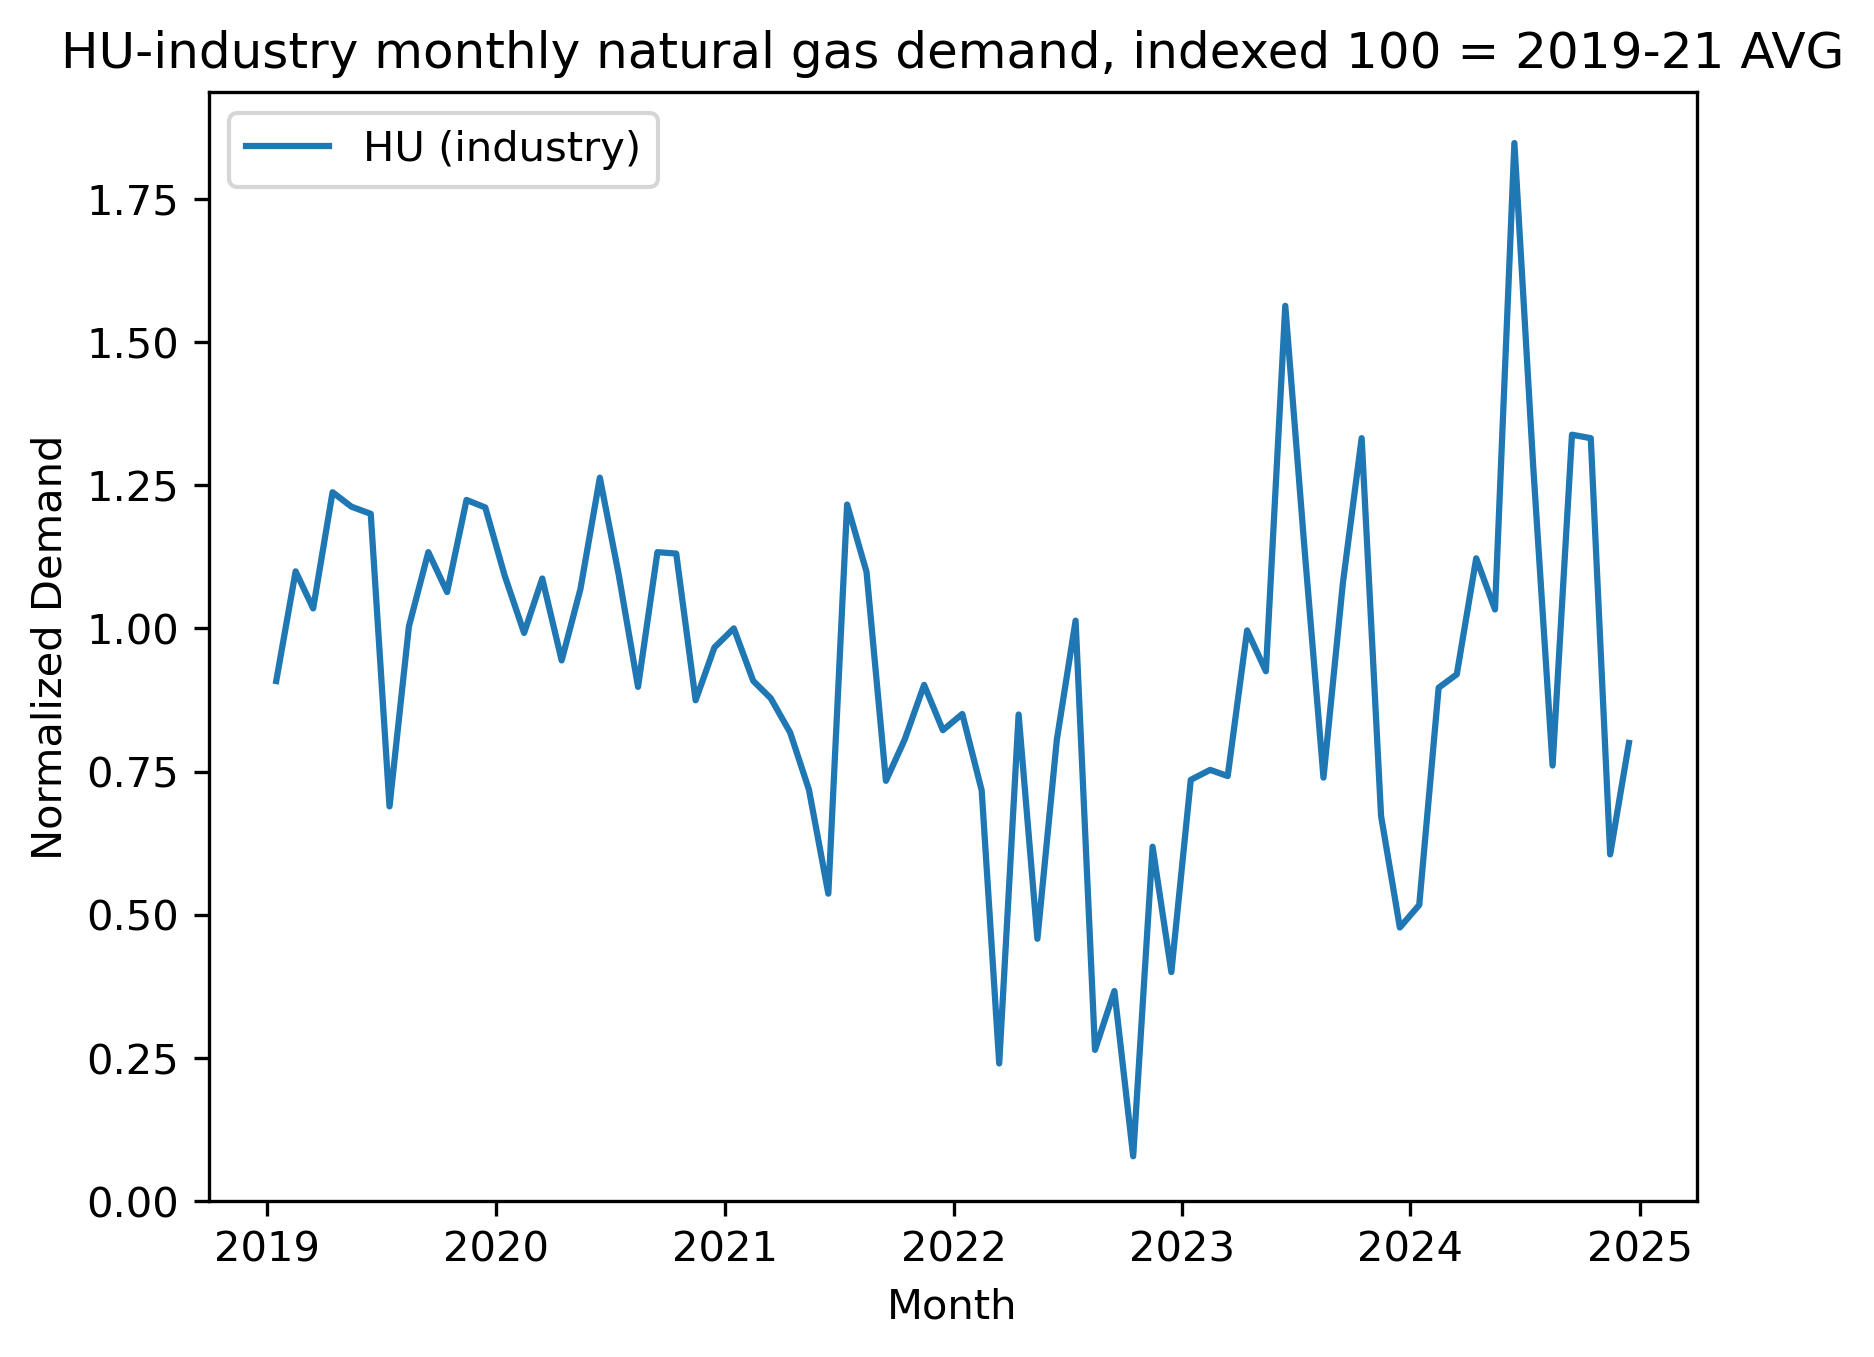 HU-industry monthly natural gas demand, indexed 100 = 2019-21 AVG
HU (industry)
Normalized Demand
1.75
1.50
1.25
1.00
0.75
0.50
0.25
0.00
2019 2020 2021 2022 2023 2024 2025
Month